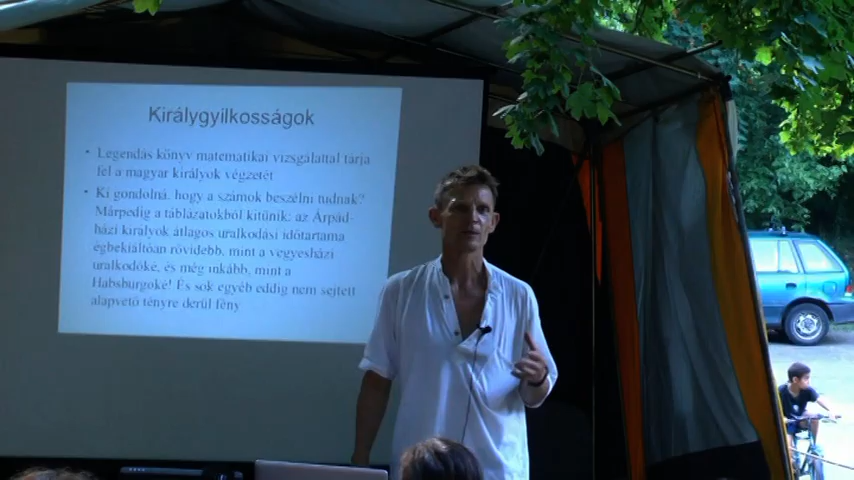 Királygyilkosságok
• Legendás könyv matematikai vizsgálattal tárja
fel a magyar királyok végzetét
• Ki gondolná, hogy a számok beszélni tudnak?
Márpedig a táblázatokból kitűnik: az Árpád-
házi királyok átlagos uralkodási időtartama
égbekiáltóan rövidebb, mint a vegyesházi
uralkodóké, és még inkább, mint a
Habsburgoké! És sok egyéb eddig nem sejtett
alapvető tényre derül fény